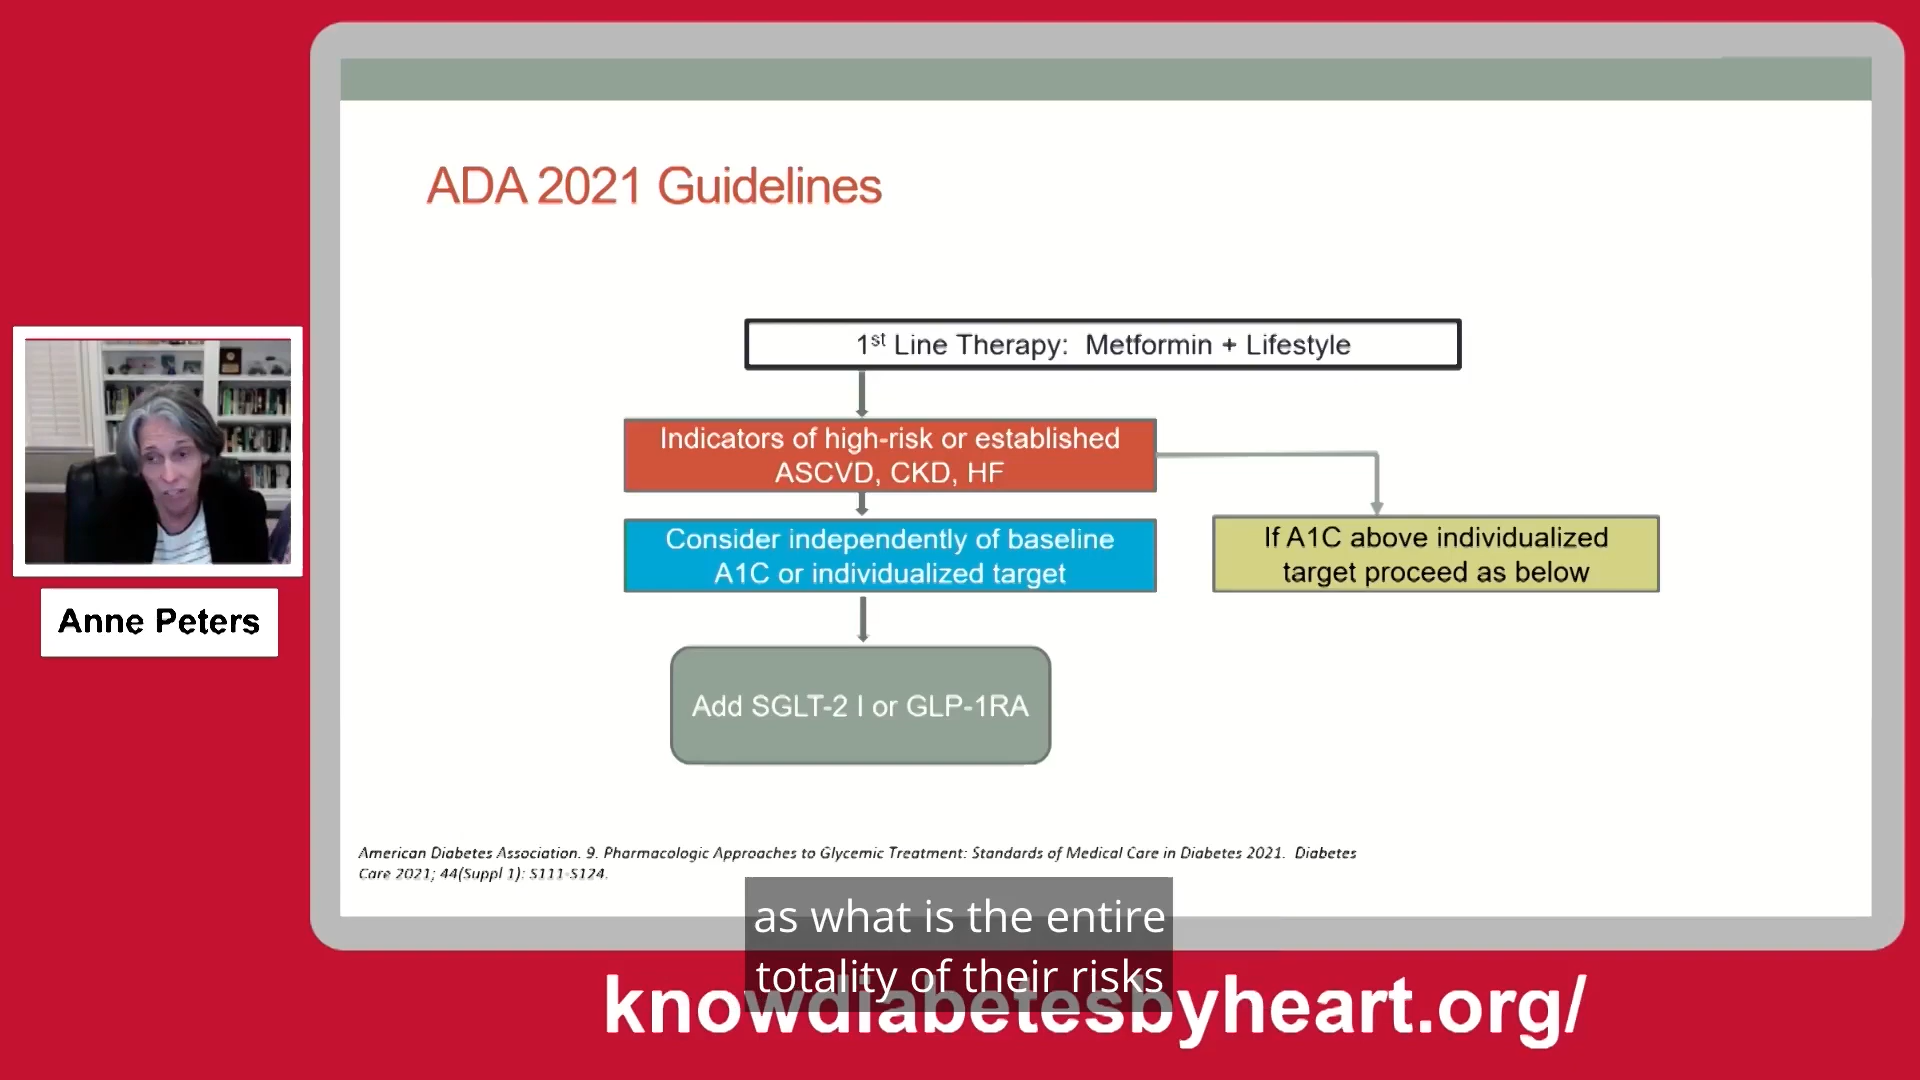 ADA 2021 Guidelines
1st Line Therapy: Metformin + Lifestyle
Indicators of high-risk or established
ASCVD, CKD, HF
Consider independently of baseline
A1C or individualized target
If A1C above individualized
target proceed as below
Add SGLT-2 I or GLP-1RA
American Diabetes Association. 9. Pharmacologic Approaches to Glycemic Treatment: Standards of Medical Care in Diabetes 2021. Diabetes
Care 2021; 44(Suppl 1): S111-S124.
Anne Peters
as what is the entire
totality of their risks
knowdiabetesbyheart.org/